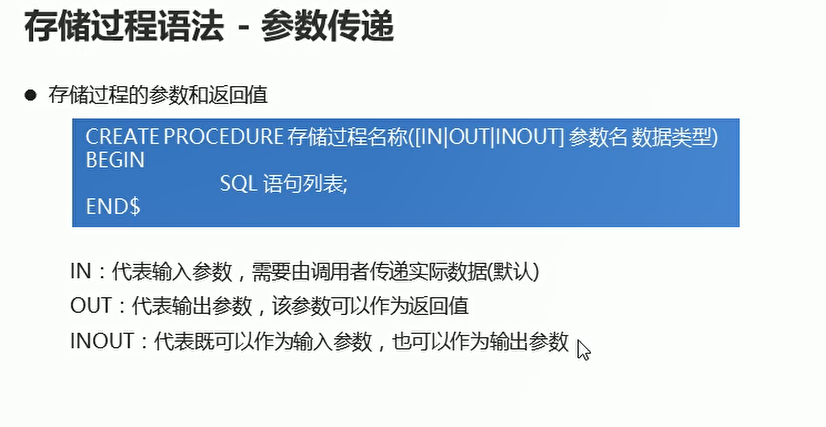 存储过程语法 - 参数传递
● 存储过程的参数和返回值
CREATE PROCEDURE 存储过程名称([IN|OUT|INOUT] 参数名 数据类型)
BEGIN
SQL 语句列表;
END$
IN：代表输入参数，需要由调用者传递实际数据(默认)
OUT：代表输出参数，该参数可以作为返回值
INOUT：代表既可以作为输入参数，也可以作为输出参数